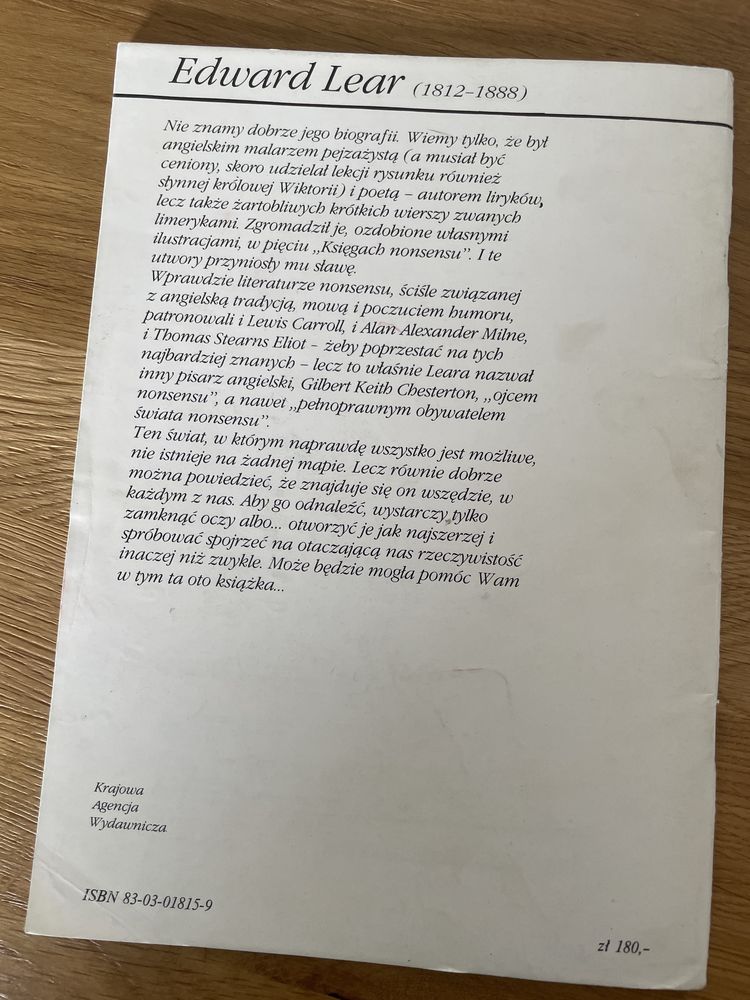 Edward Lear (1812–1888)
Nie znamy dobrze jego biografii. Wiemy tylko, że był
angielskim malarzem pejzażystą (a musiał być
ceniony, skoro udzielał lekcji rysunku również
słynnej królowej Wiktorii) i poetą – autorem liryków,
lecz także żartobliwych krótkich wierszy zwanych
limerykami. Zgromadził je, ozdobione własnymi
ilustracjami, w pięciu „Księgach nonsensu”. I te
utwory przyniosły mu sławę.
Wprawdzie literaturze nonsensu, ściśle związanej
z angielską tradycją, mową i poczuciem humoru,
patronowali i Lewis Carroll, i Alan Alexander Milne,
i Thomas Stearns Eliot – żeby poprzestać na tych
najbardziej znanych – lecz to właśnie Leara nazwał
inny pisarz angielski, Gilbert Keith Chesterton, „ojcem
nonsensu”, a nawet „pełnoprawnym obywatelem
świata nonsensu”.
Ten świat, w którym naprawdę wszystko jest możliwe,
nie istnieje na żadnej mapie. Lecz równie dobrze
można powiedzieć, że znajduje się on wszędzie, w
każdym z nas. Aby go odnaleźć, wystarczy tylko
zamknąć oczy albo... otworzyć je jak najszerzej i
spróbować spojrzeć na otaczającą nas rzeczywistość
inaczej niż zwykle. Może będzie mogła pomóc Wam
w tym ta oto książka...
Krajowa
Agencja
Wydawnicza
ISBN 83-03-01815-9
zł 180,–